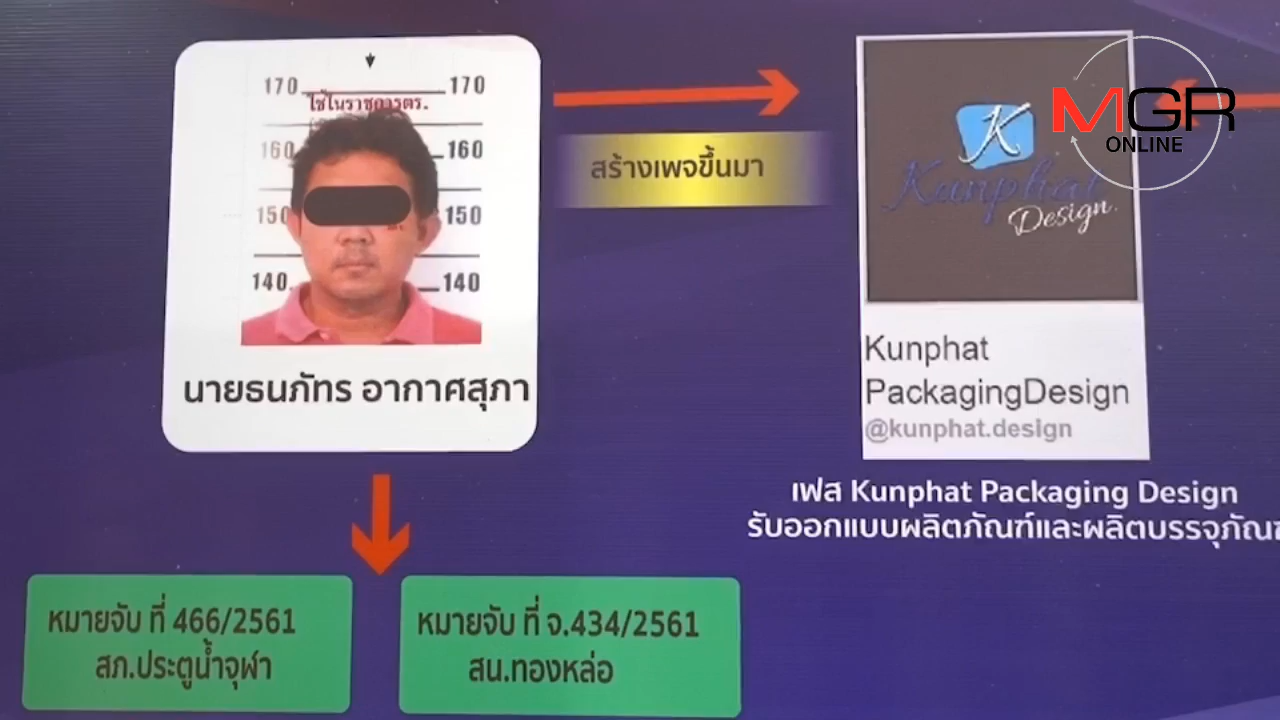 170 170
ใช้ในราชการตร.
160 160
150 150
140 140
นายธนภัทร อากาศสุภา
สร้างเพจขึ้นมา
K
Kunphat
Design.
MGR
ONLINE
Kunphat
PackagingDesign
@kunphat.design
เฟส Kunphat Packaging Design
รับออกแบบผลิตภัณฑ์และผลิตบรรจุภัณฑ์
หมายจับ ที่ 466/2561
สภ.ประตูน้ำจุฬา
หมายจับ ที่ จ.434/2561
สน.ทองหล่อ